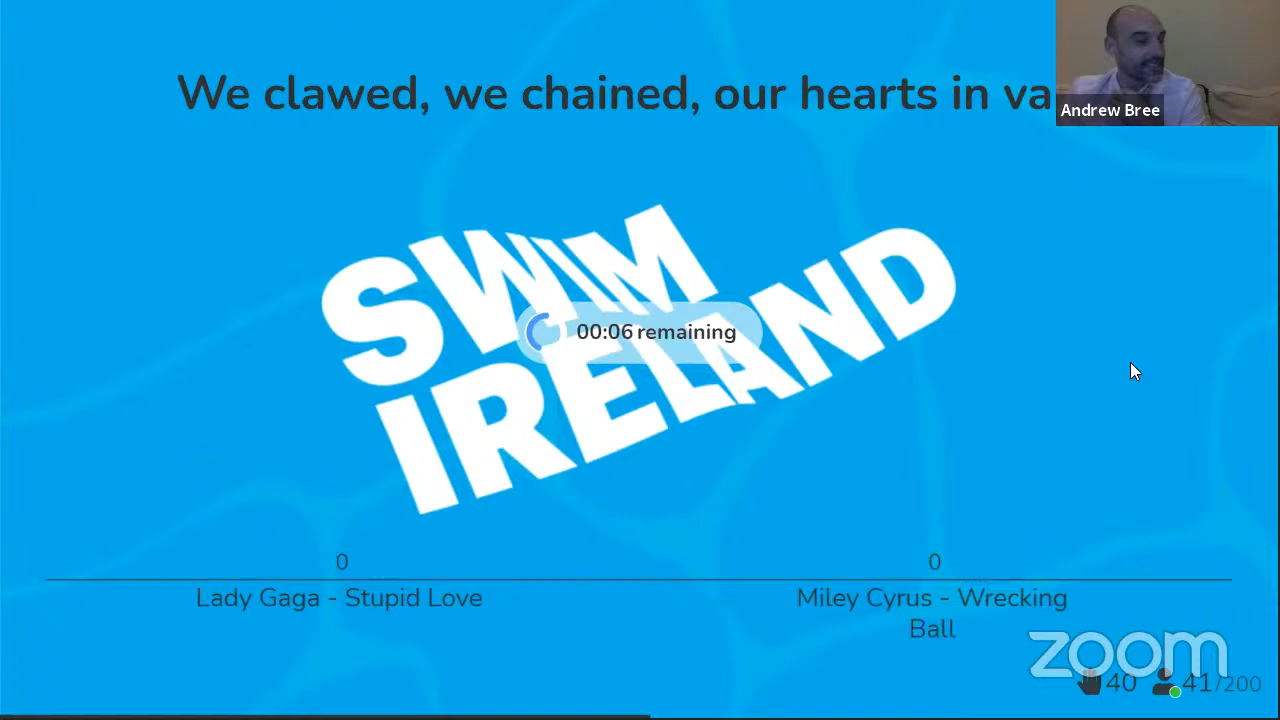 We clawed, we chained, our hearts in va
Andrew Bree
SWIM
IRELAND
00:06 remaining
0
0
Lady Gaga - Stupid Love
Miley Cyrus - Wrecking
Ball
zoom
40
41/200